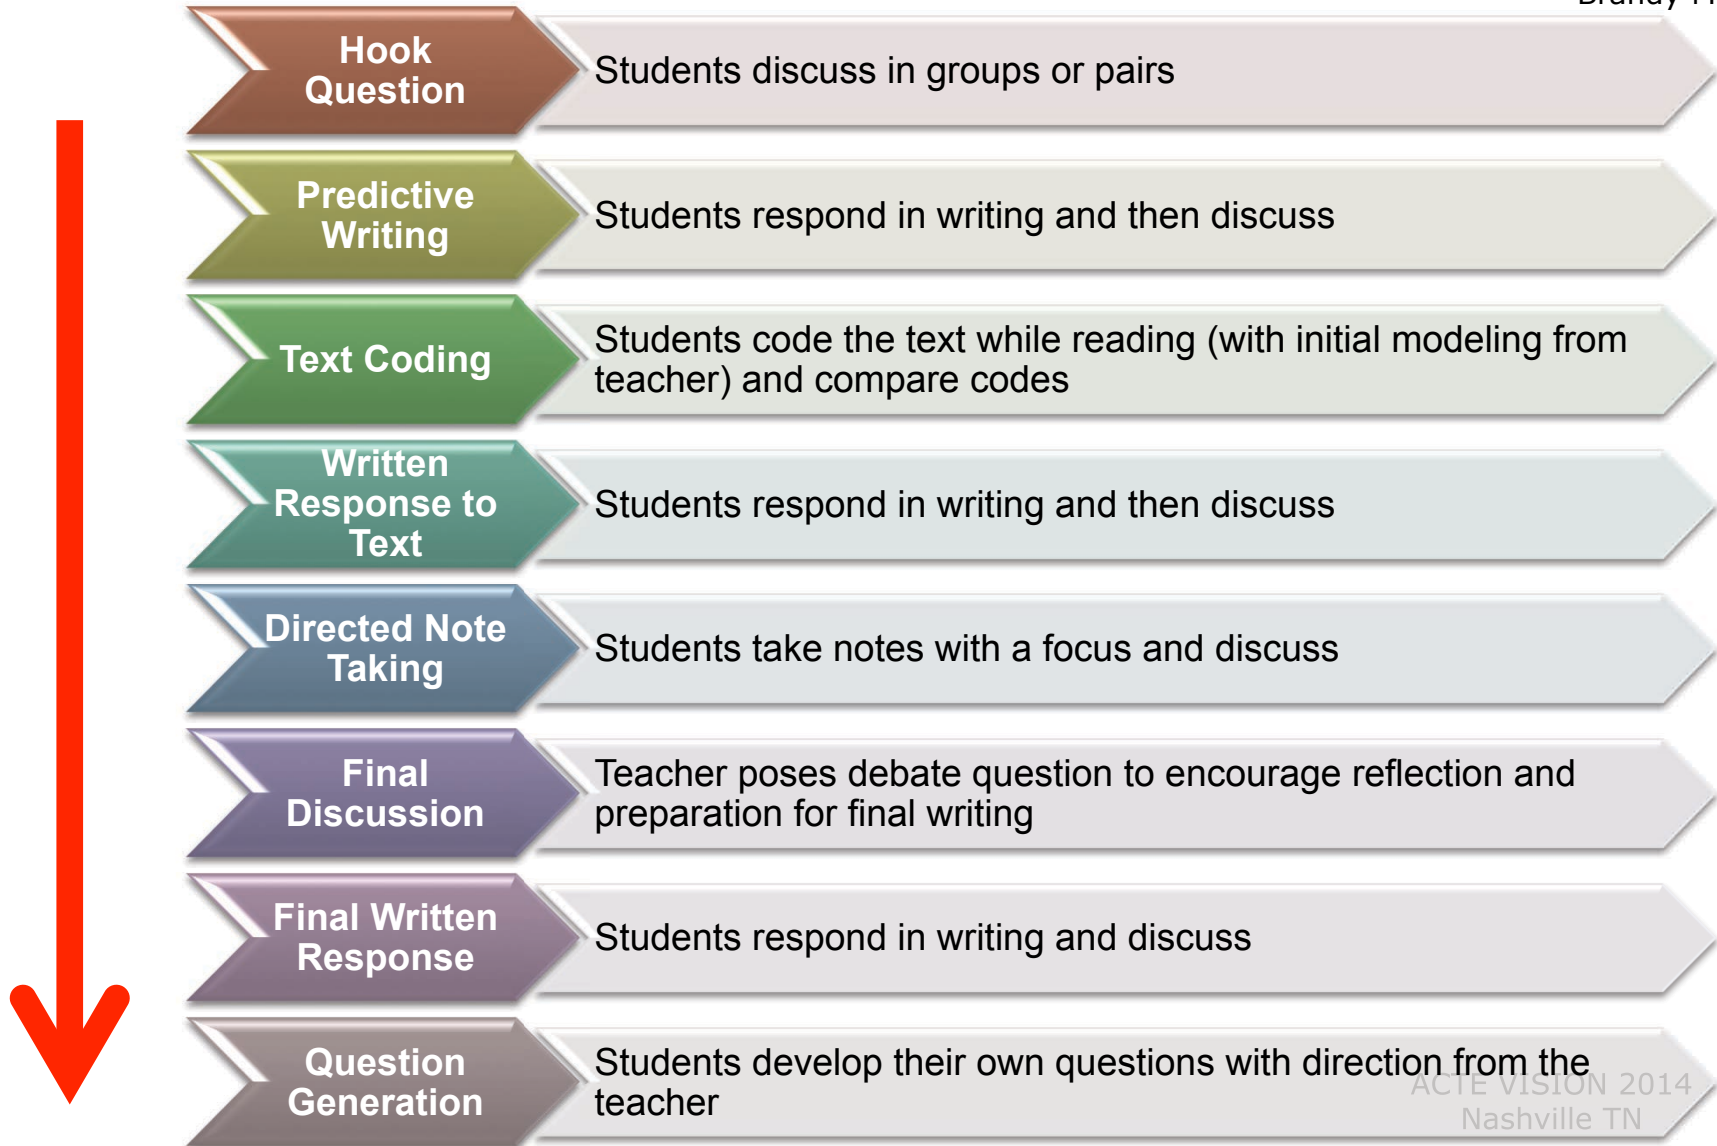 Hook
Question
Students discuss in groups or pairs
Predictive
Writing
Students respond in writing and then discuss
Text Coding
Students code the text while reading (with initial modeling from
teacher) and compare codes
Written
Response to
Text
Students respond in writing and then discuss
Directed Note
Taking
Students take notes with a focus and discuss
Final
Discussion
Teacher poses debate question to encourage reflection and
preparation for final writing
Final Written
Response
Students respond in writing and discuss
Question
Generation
Students develop their own questions with direction from the
teacher
ACTE VISION 2014
Nashville TN